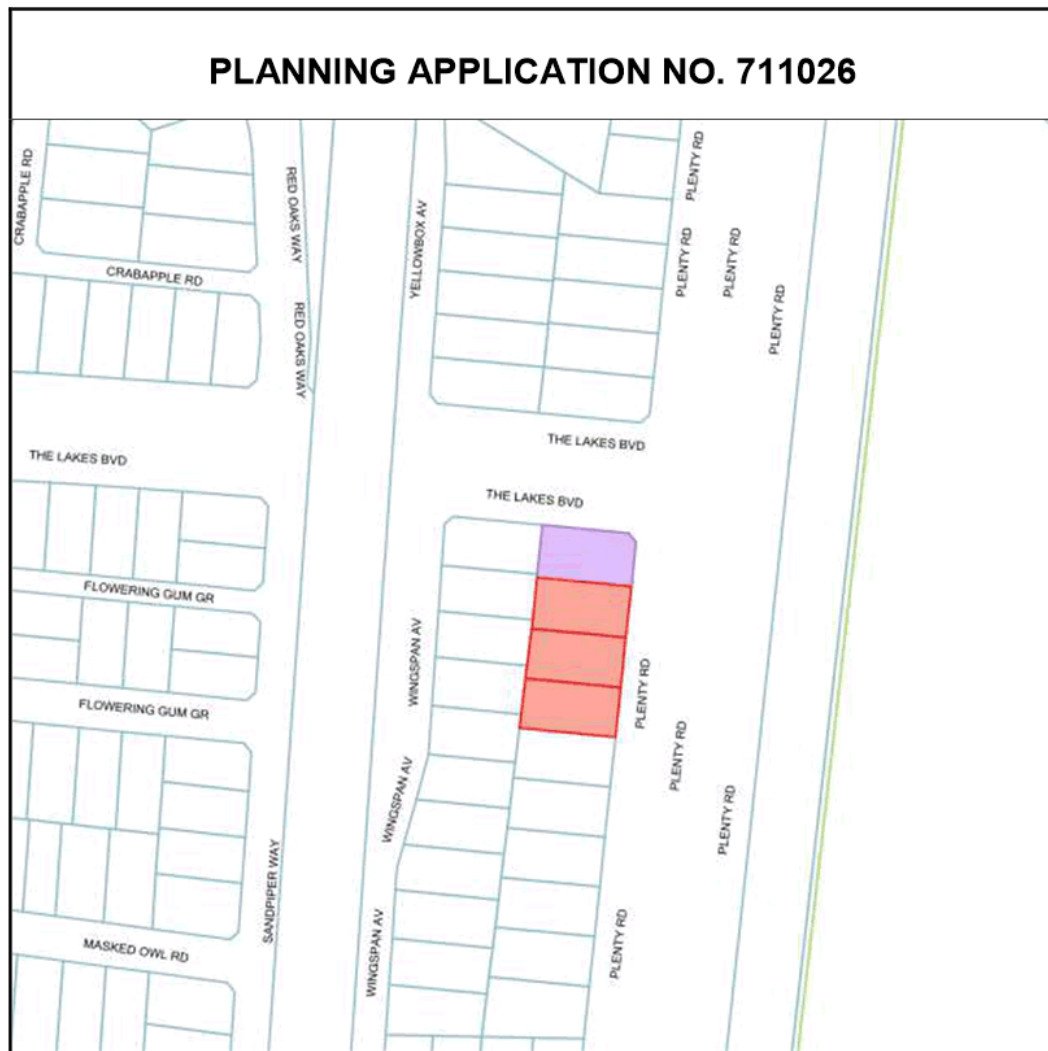 PLANNING APPLICATION NO. 711026
CRABAPPLE RD
RED OAKS WAY
YELLOWBOX AV
PLENTY RD
PLENTY RD
PLENTY RD
PLENTY RD
CRABAPPLE RD
RED OAKS WAY
THE LAKES BVD
THE LAKES BVD
THE LAKES BVD
FLOWERING GUM GR
WINGSPAN AV
PLENTY RD
FLOWERING GUM GR
PLENTY RD
WINGSPAN AV
PLENTY RD
SANDPIPER WAY
WINGSPAN AV
PLENTY RD
MASKED OWL RD